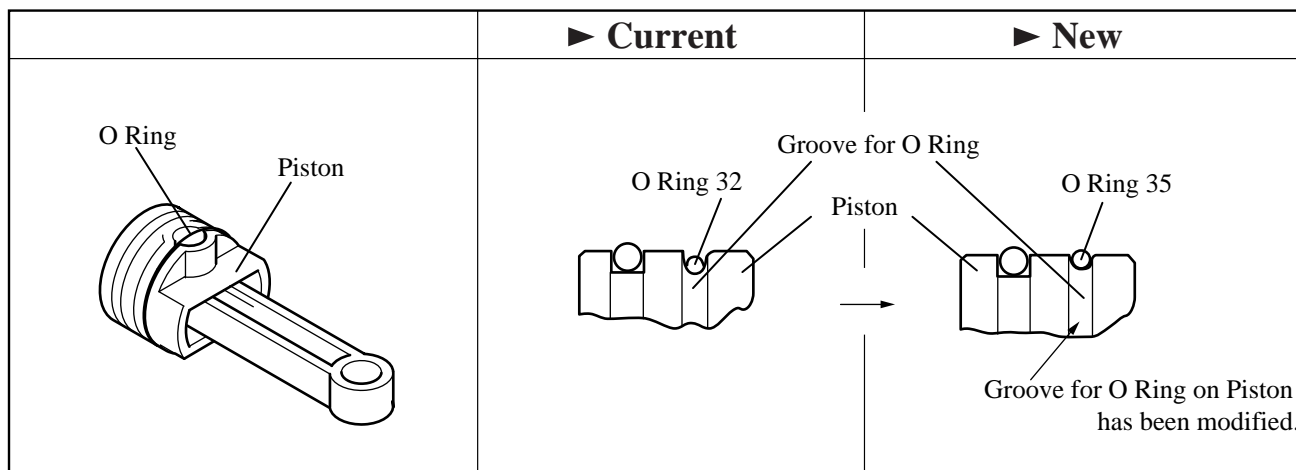 ► Current
► New
O Ring
Piston
Groove for O Ring
O Ring 32
O Ring 35
Piston
Groove for O Ring on Piston
has been modified.